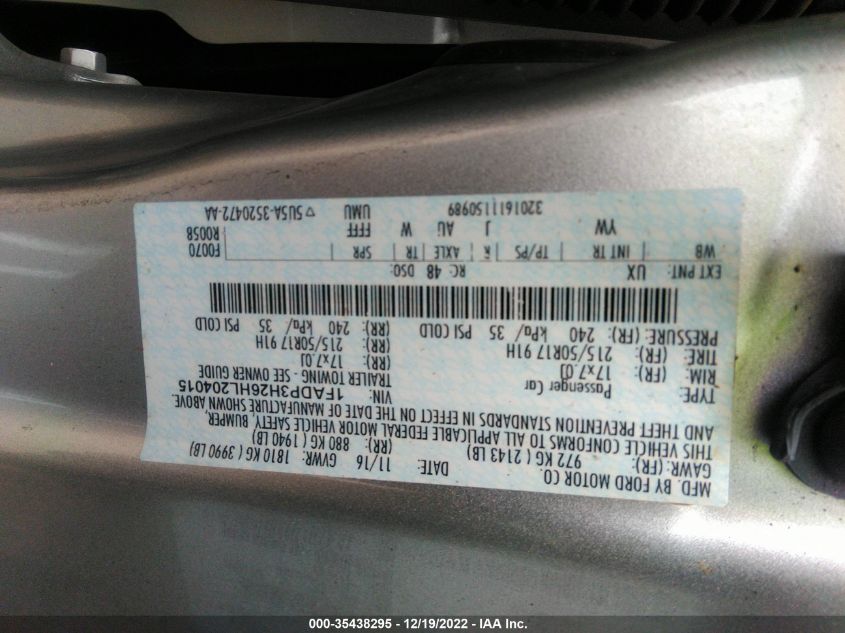 MFD. BY FORD MOTOR CO.
DATE: 11/16 GVWR: 1810 KG ( 3990 LB)
GAWR: (FR): 972 KG ( 2143 LB) (RR): 880 KG ( 1940 LB)
THIS VEHICLE CONFORMS TO ALL APPLICABLE FEDERAL MOTOR VEHICLE SAFETY, BUMPER,
AND THEFT PREVENTION STANDARDS IN EFFECT ON THE DATE OF MANUFACTURE SHOWN ABOVE.
VIN: 1FADP3H26HL204015
TYPE: Passenger Car TRAILER TOWING - SEE OWNER GUIDE
RIM: (FR): 17x7.0J (RR): 17x7.0J
TIRE: (FR): 215/50R17 91H (RR): 215/50R17 91H
PRESSURE: (FR): 240 kPa/ 35 PSI COLD (RR): 240 kPa/ 35 PSI COLD
EXT PNT: UX RC: 48 DSO: F0070
WB INT TR TP/PS R AXLE TR SPR R0058
YW J AU W FFFF UMU
3201611150989 ▽ 5U5A-3520472-AA
000-35438295 - 12/19/2022 - IAA Inc.